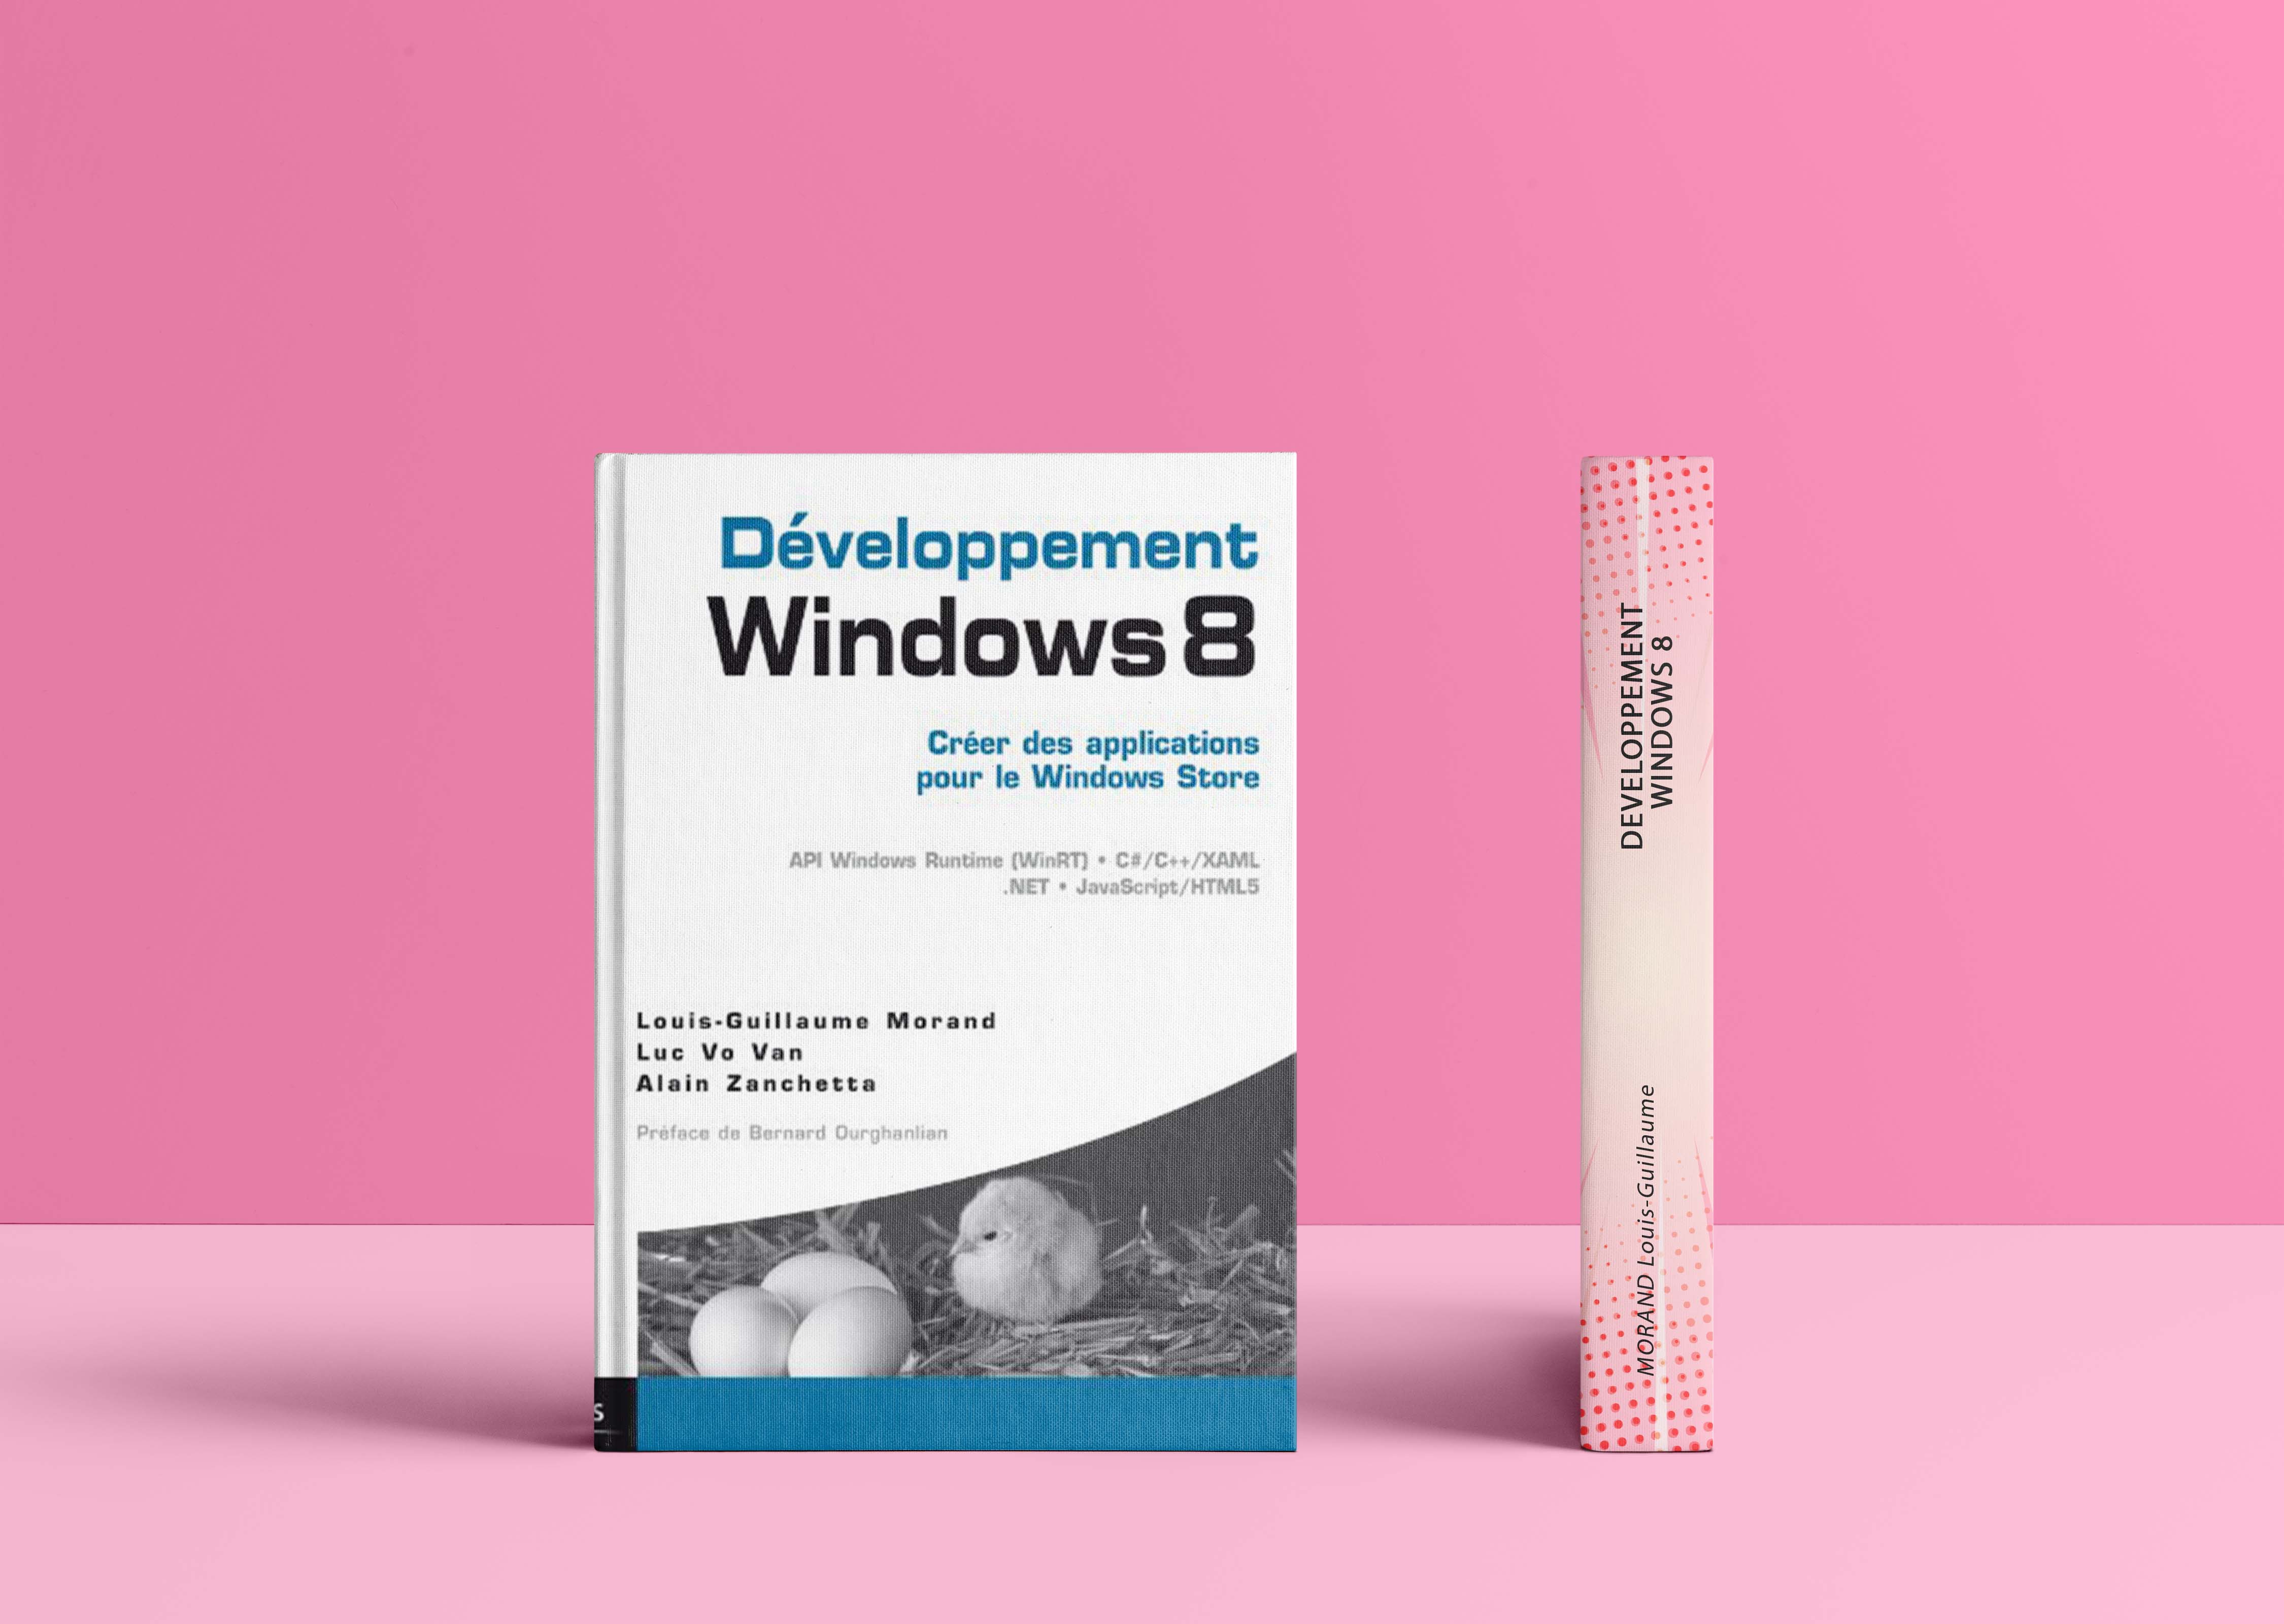 Développement
Windows 8
Créer des applications
pour le Windows Store
API Windows Runtime (WinRT) • C#/C++/XAML
.NET • JavaScript/HTML5
Louis-Guillaume Morand
Luc Vo Van
Alain Zanchetta
Préface de Bernard Ourghanlian
S
DEVELOPPEMENT
WINDOWS 8
MORAND Louis-Guillaume